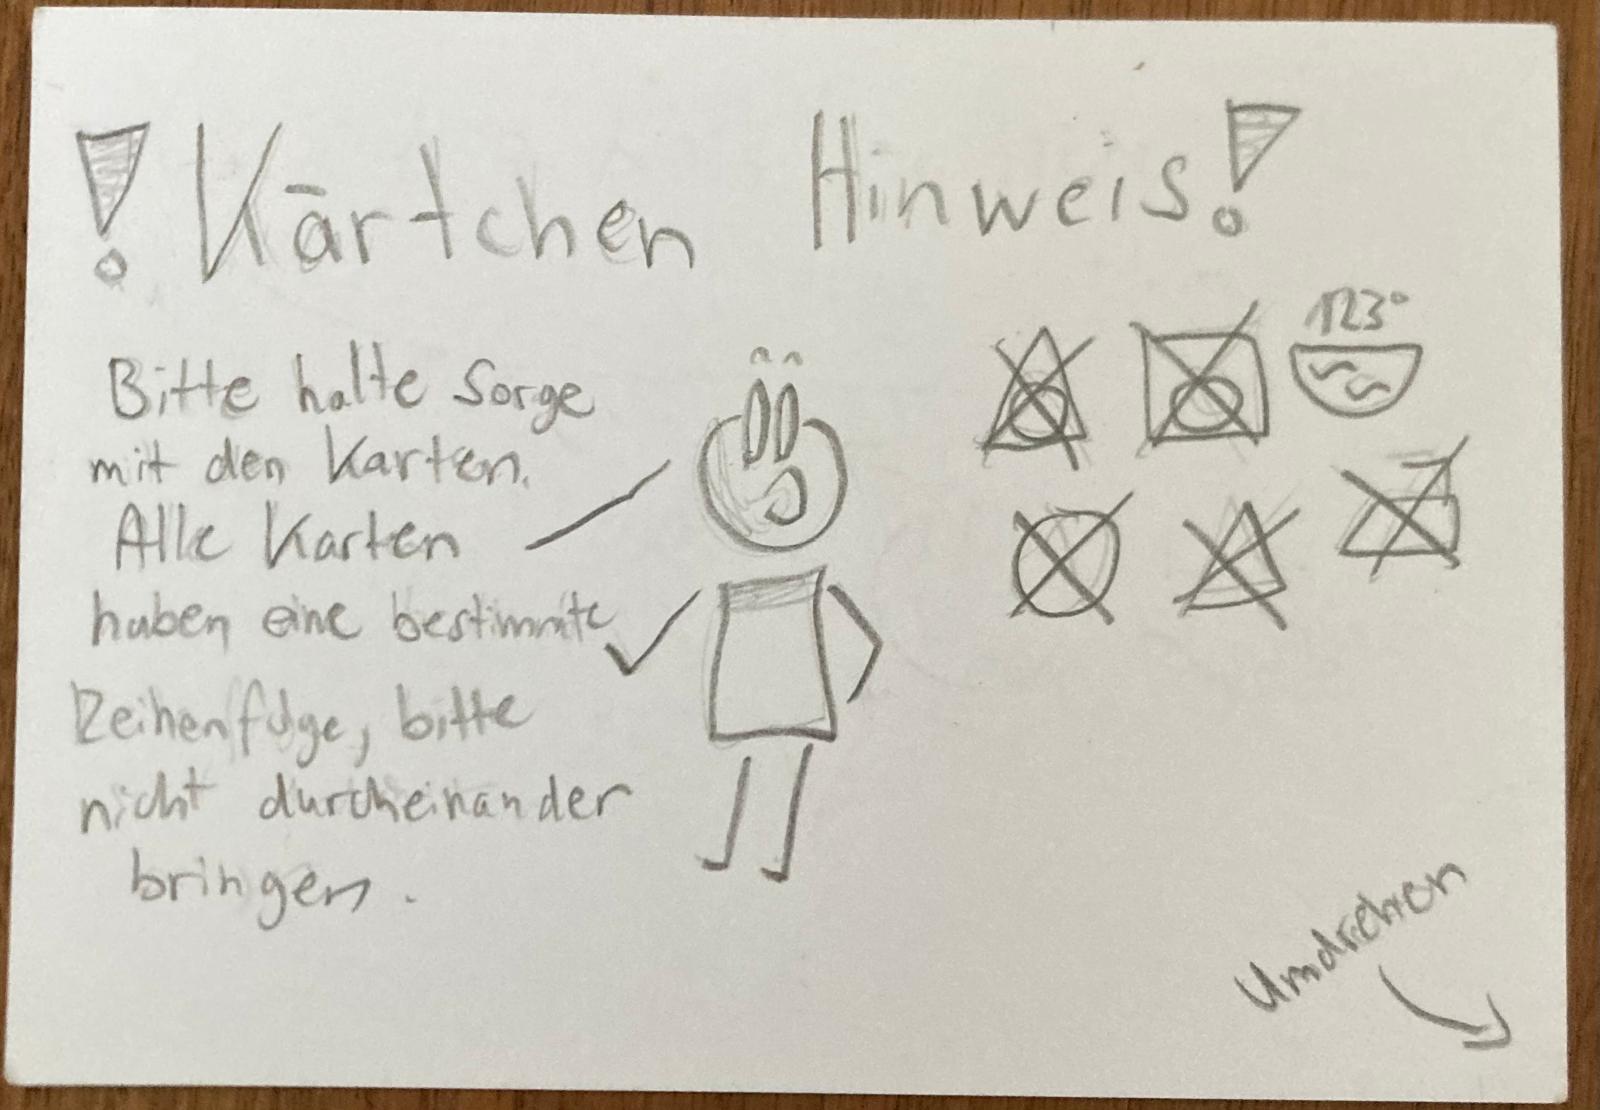 ! Kärtchen Hinweis!
Bitte halte Sorge
mit den Karten.
Alle Karten
haben eine bestimmte
Reihenfolge, bitte
nicht durcheinander
bringen.
123°
Umdrehen